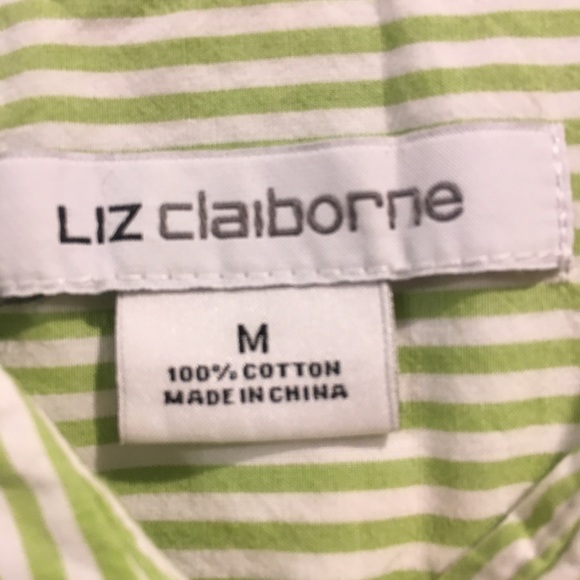 LIZ claiborne
M
100% COTTON
MADE IN CHINA